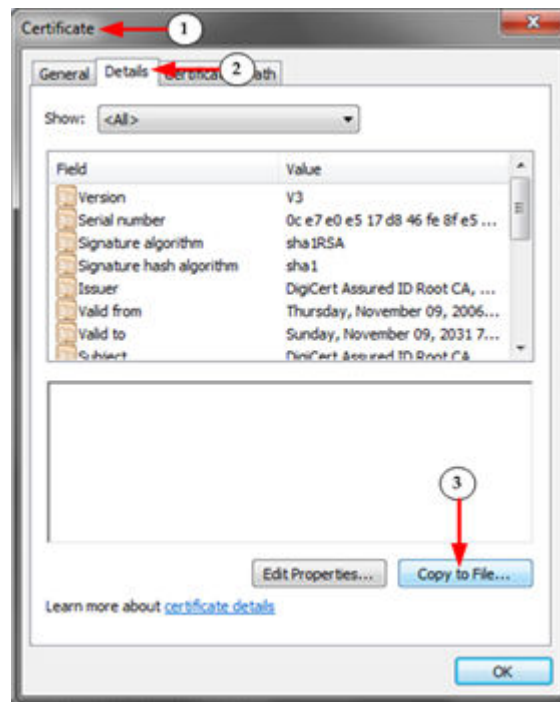 Certificate 1
General Details 2 ath
Show: <All>
Field Value
Version V3
Serial number 0c e7 e0 e5 17 d8 46 fe 8f e5 ...
Signature algorithm sha1RSA
Signature hash algorithm sha1
Issuer DigiCert Assured ID Root CA, ...
Valid from Thursday, November 09, 2006...
Valid to Sunday, November 09, 2031 7...
Subject DigiCert Assured ID Root CA
3
Edit Properties... Copy to File...
Learn more about certificate details
OK